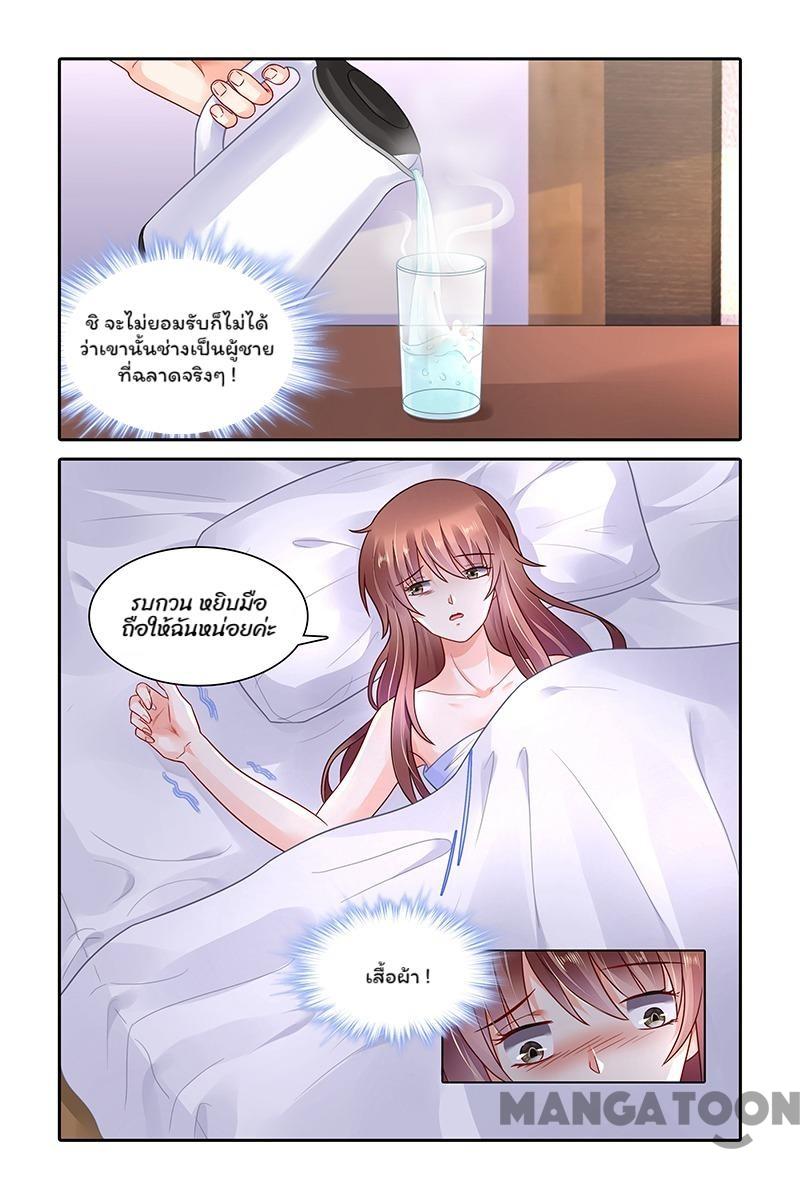 ชิ จะไม่ยอมรับก็ไม่ได้
ว่าเขานั้นช่างเป็นผู้ชาย
ที่ฉลาดจริงๆ !
รบกวน หยิบมือ
ถือให้ฉันหน่อยค่ะ
เสื้อผ้า !
MANGATOON